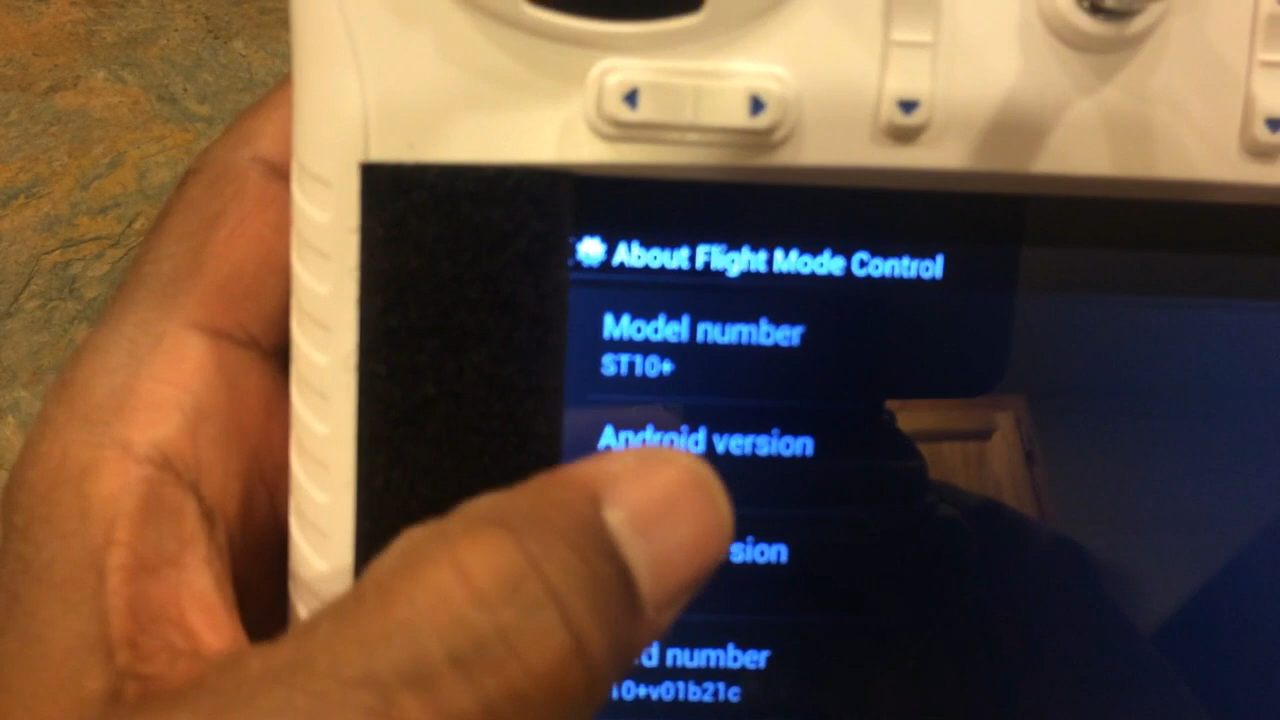 About Flight Mode Control
Model number
ST10+
Android version
sion
d number
10+v01b21c